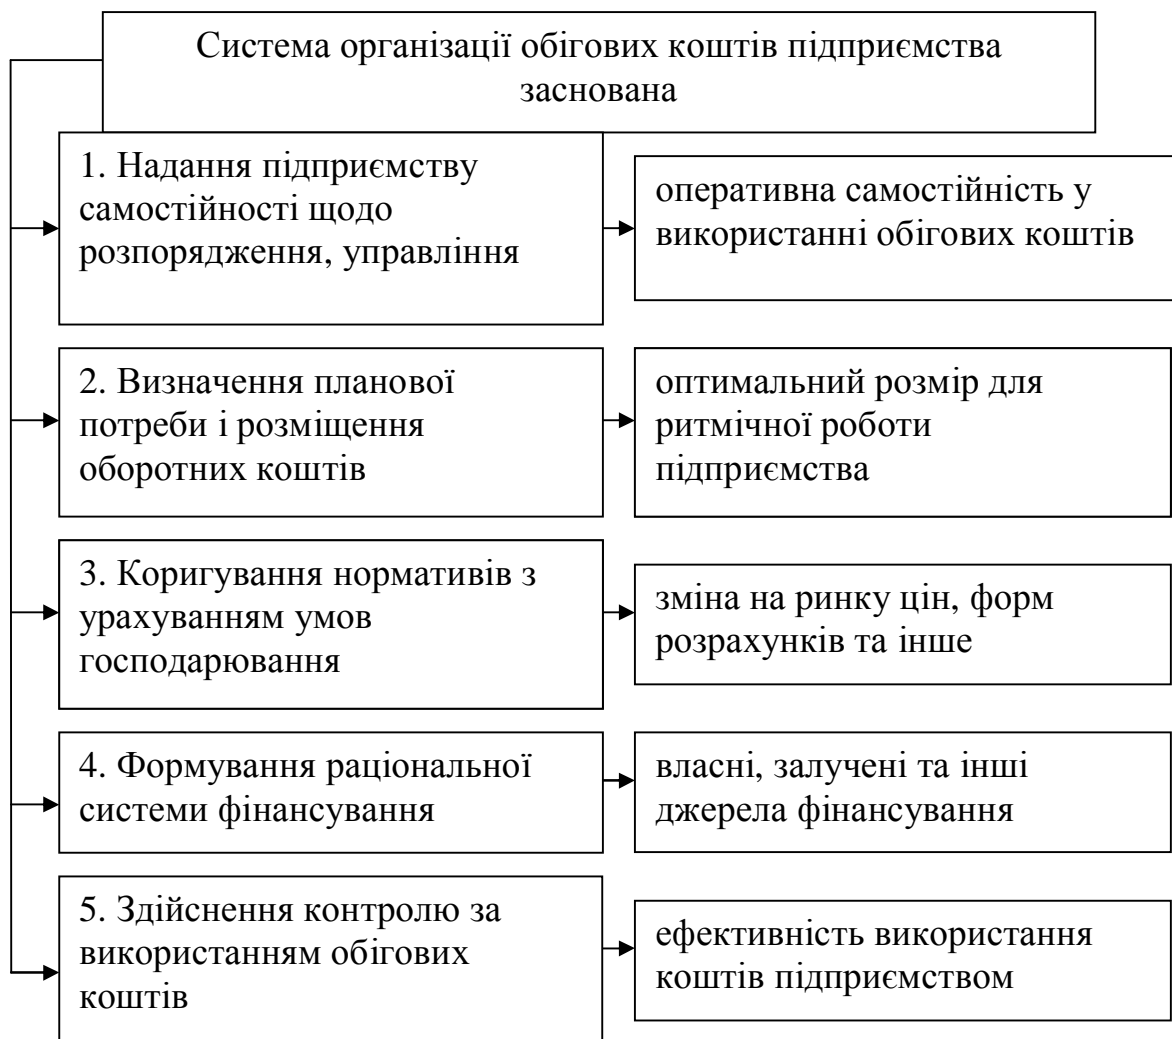 Система організації обігових коштів підприємства
заснована
1. Надання підприємству
самостійності щодо
розпорядження, управління
оперативна самостійність у
використанні обігових коштів
2. Визначення планової
потреби і розміщення
оборотних коштів
оптимальний розмір для
ритмічної роботи
підприємства
3. Коригування нормативів з
урахуванням умов
господарювання
зміна на ринку цін, форм
розрахунків та інше
4. Формування раціональної
системи фінансування
власні, залучені та інші
джерела фінансування
5. Здійснення контролю за
використанням обігових
коштів
ефективність використання
коштів підприємством